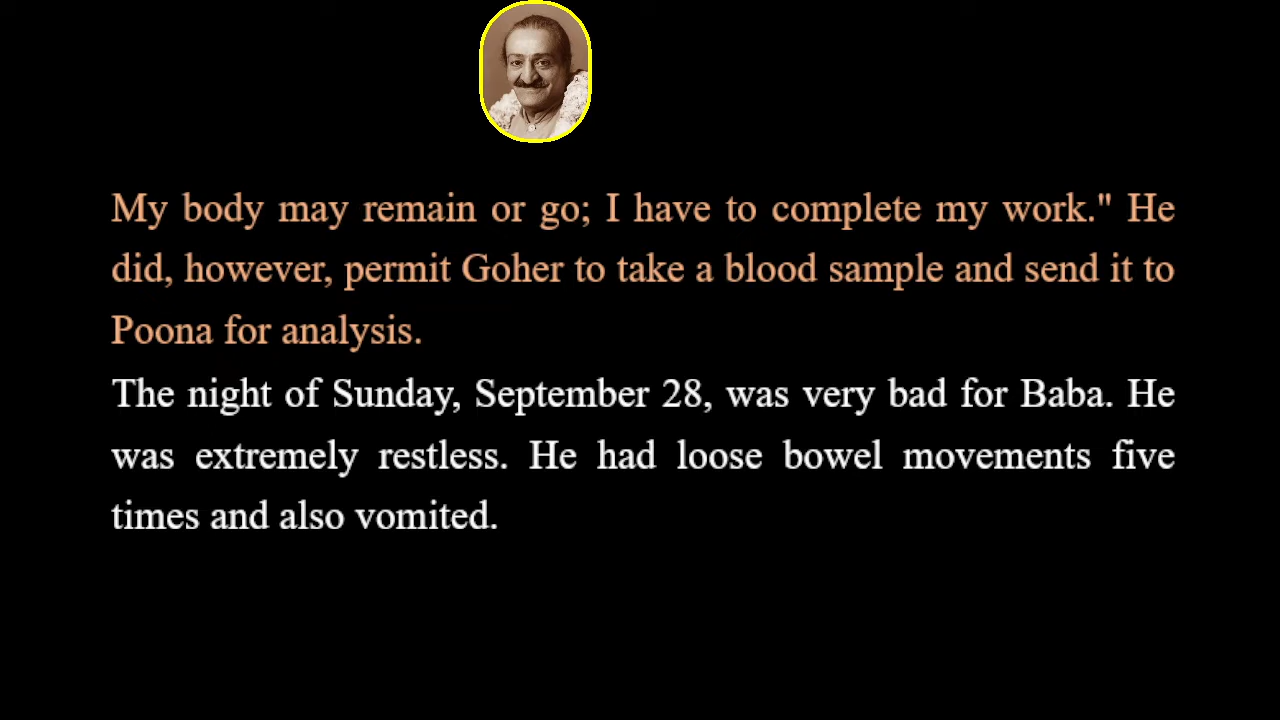 My body may remain or go; I have to complete my work." He
did, however, permit Goher to take a blood sample and send it to
Poona for analysis.
The night of Sunday, September 28, was very bad for Baba. He
was extremely restless. He had loose bowel movements five
times and also vomited.